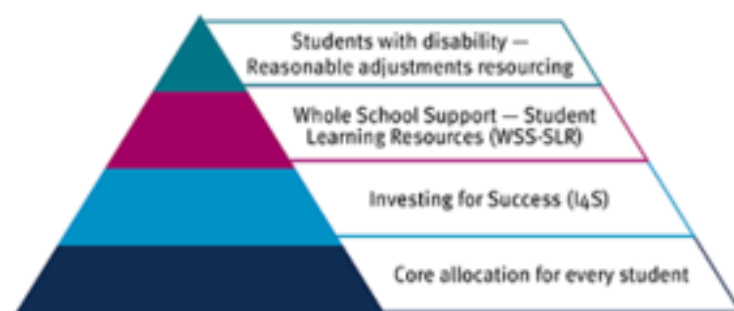 Students with disability —
Reasonable adjustments resourcing
Whole School Support — Student
Learning Resources (WSS-SLR)
Investing for Success (I4S)
Core allocation for every student